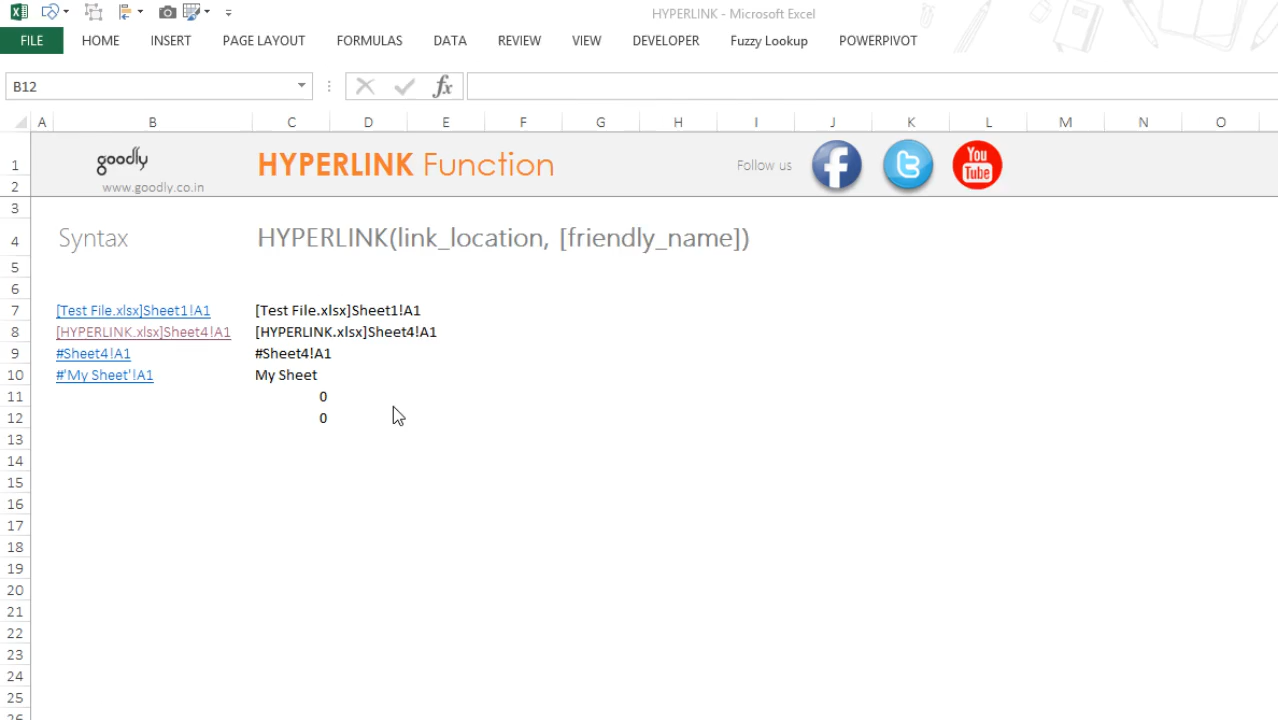 HYPERLINK - Microsoft Excel
FILE HOME INSERT PAGE LAYOUT FORMULAS DATA REVIEW VIEW DEVELOPER Fuzzy Lookup POWERPIVOT
B12 fx
A B C D E F G H I J K L M N O
1 goodly HYPERLINK Function Follow us f t You Tube
2 www.goodly.co.in
3
4 Syntax HYPERLINK(link_location, [friendly_name])
5
6
7 [Test File.xlsx]Sheet1!A1 [Test File.xlsx]Sheet1!A1
8 [HYPERLINK.xlsx]Sheet4!A1 [HYPERLINK.xlsx]Sheet4!A1
9 #Sheet4!A1 #Sheet4!A1
10 #'My Sheet'!A1 My Sheet
11 0
12 0
13
14
15
16
17
18
19
20
21
22
23
24
25
26